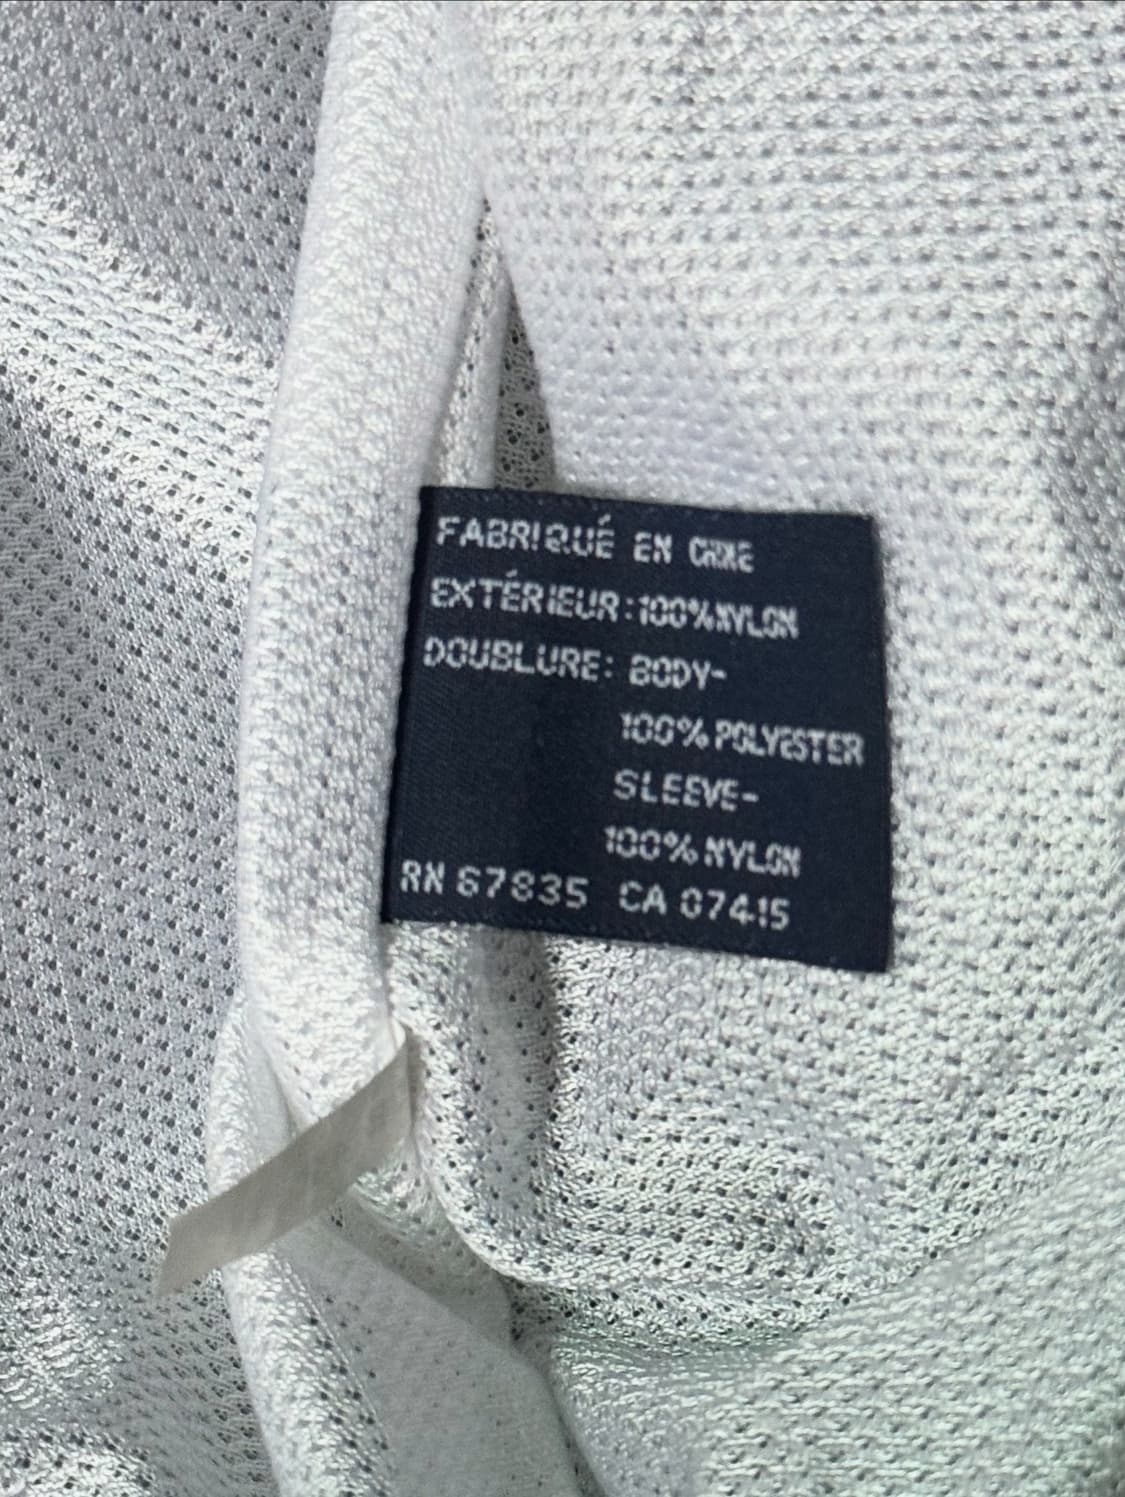 FABRIQUÉ EN CHINE
EXTÉRIEUR:100%NYLON
DOUBLURE: BODY-
100% POLYESTER
SLEEVE-
100% NYLON
RN 67835 CA 07415